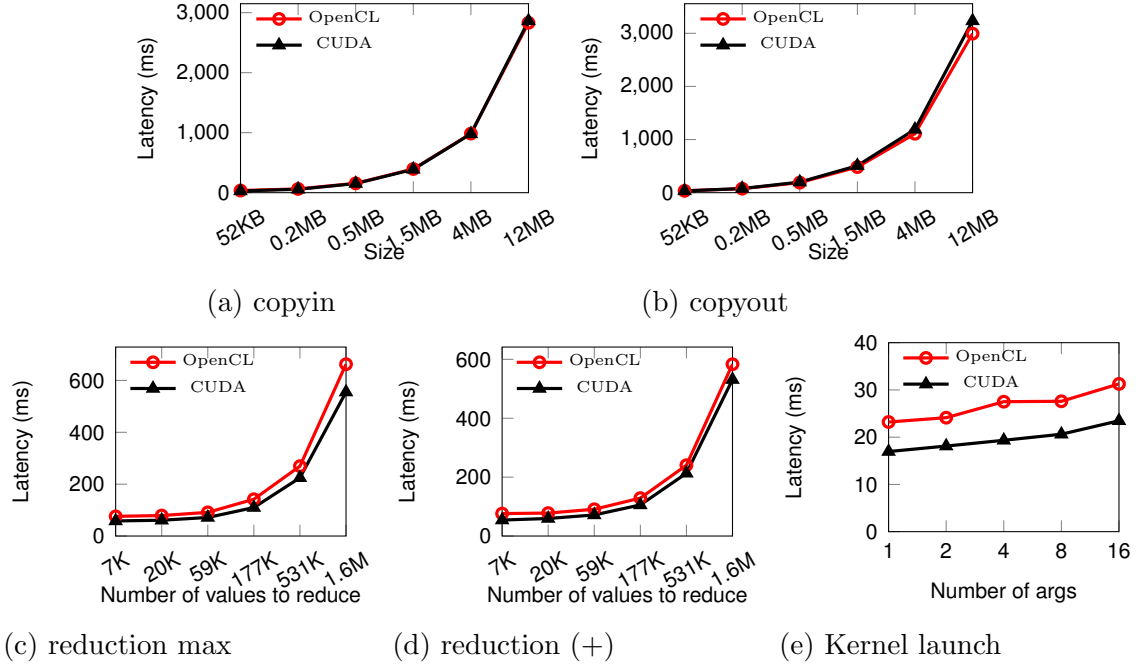 OpenCL
CUDA
Latency (ms)
3,000
2,000
1,000
0
52KB
0.2MB
0.5MB
1.5MB
4MB
12MB
Size
(a) copyin
OpenCL
CUDA
Latency (ms)
3,000
2,000
1,000
0
52KB
0.2MB
0.5MB
1.5MB
4MB
12MB
Size
(b) copyout
OpenCL
CUDA
Latency (ms)
600
400
200
0
7K
20K
59K
177K
531K
1.6M
Number of values to reduce
(c) reduction max
OpenCL
CUDA
Latency (ms)
600
400
200
0
7K
20K
59K
177K
531K
1.6M
Number of values to reduce
(d) reduction (+)
OpenCL
CUDA
Latency (ms)
40
30
20
10
0
1
2
4
8
16
Number of args
(e) Kernel launch